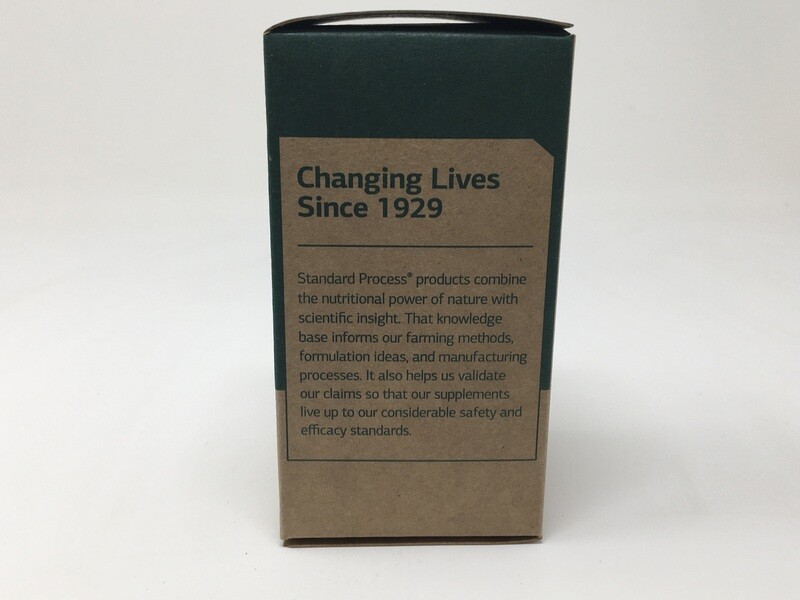 Changing Lives
Since 1929
Standard Process® products combine
the nutritional power of nature with
scientific insight. That knowledge
base informs our farming methods,
formulation ideas, and manufacturing
processes. It also helps us validate
our claims so that our supplements
live up to our considerable safety and
efficacy standards.